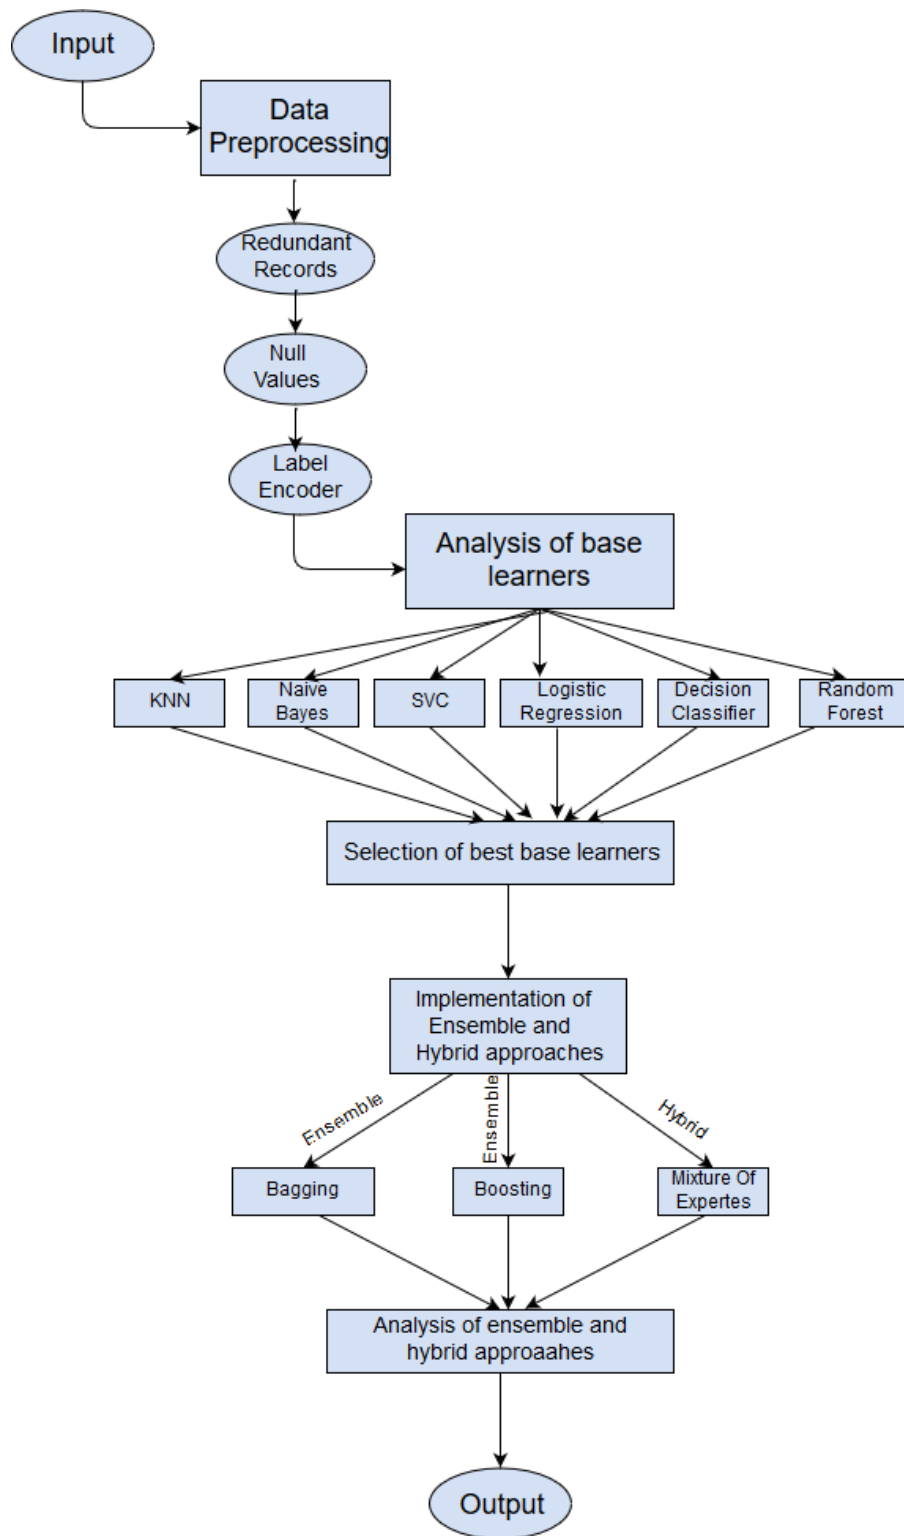 Input
Data
Preprocessing
Redundant
Records
Null
Values
Label
Encoder
Analysis of base
learners
KNN
Naive
Bayes
SVC
Logistic
Regression
Decision
Classifier
Random
Forest
Selection of best base learners
Implementation of
Ensemble and
Hybrid approaches
Ensemble
Ensemble
Hybrid
Bagging
Boosting
Mixture Of
Expertes
Analysis of ensemble and
hybrid approaahes
Output